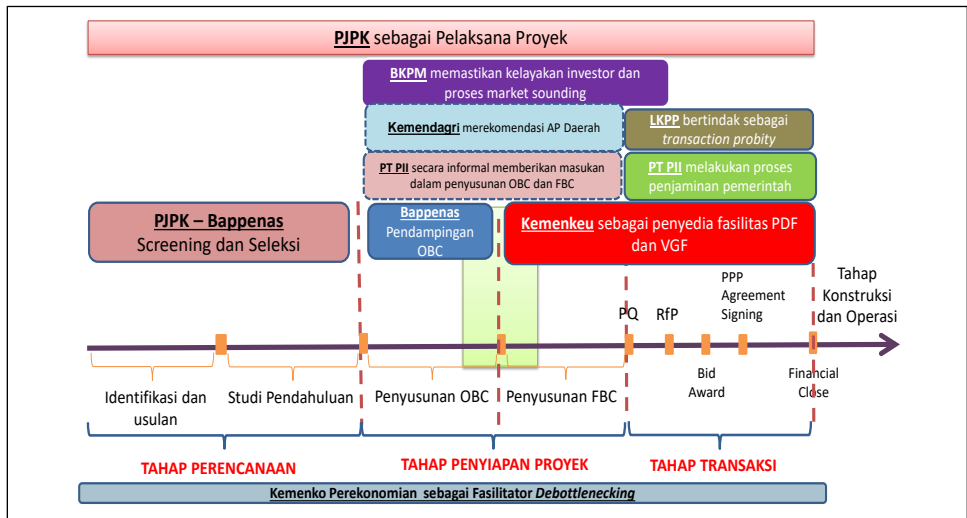 PJPK sebagai Pelaksana Proyek
BKPM memastikan kelayakan investor dan
proses market sounding
Kemendagri merekomendasi AP Daerah
LKPP bertindak sebagai
transaction probity
PT PII secara informal memberikan masukan
dalam penyusunan OBC dan FBC
PT PII melakukan proses
penjaminan pemerintah
PJPK – Bappenas
Screening dan Seleksi
Bappenas
Pendampingan
OBC
Kemenkeu sebagai penyedia fasilitas PDF
dan VGF
PQ
RfP
PPP
Agreement
Signing
Tahap
Konstruksi
dan Operasi
Identifikasi dan
usulan
Studi Pendahuluan
Penyusunan OBC
Penyusunan FBC
Bid
Award
Financial
Close
TAHAP PERENCANAAN
TAHAP PENYIAPAN PROYEK
TAHAP TRANSAKSI
Kemenko Perekonomian sebagai Fasilitator Debottlenecking